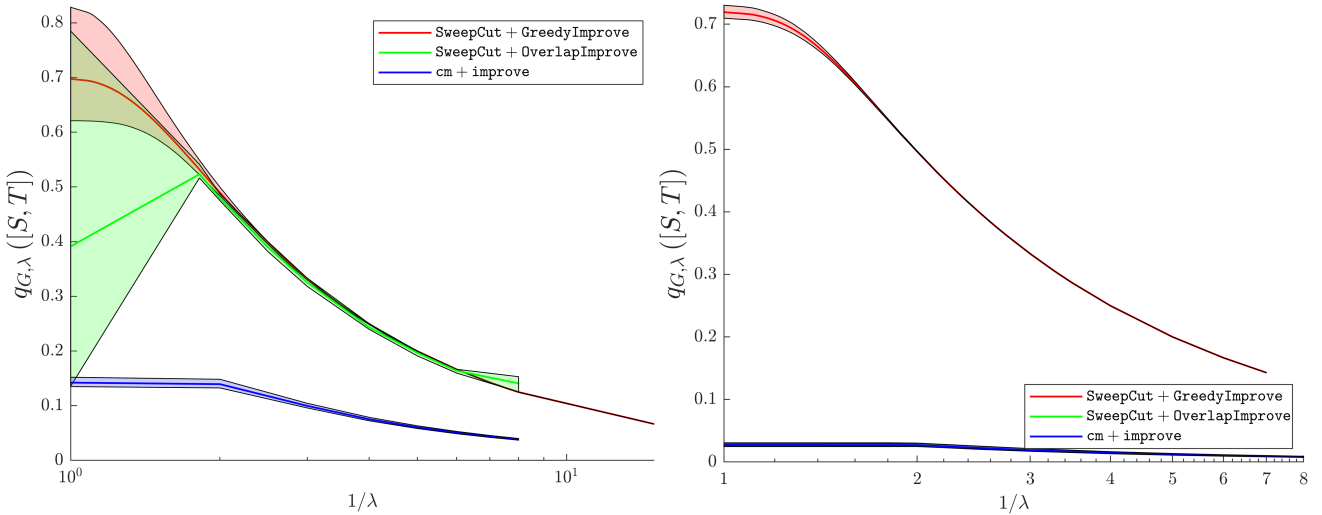 0.8
0.7
0.6
0.5
0.4
0.3
0.2
0.1
0
q_{G,λ} ([S, T])
10^0
10^1
1/λ
SweepCut + GreedyImprove
SweepCut + OverlapImprove
cm + improve
0.7
0.6
0.5
0.4
0.3
0.2
0.1
0
q_{G,λ} ([S, T])
1 2 3 4 5 6 7 8
1/λ
SweepCut + GreedyImprove
SweepCut + OverlapImprove
cm + improve